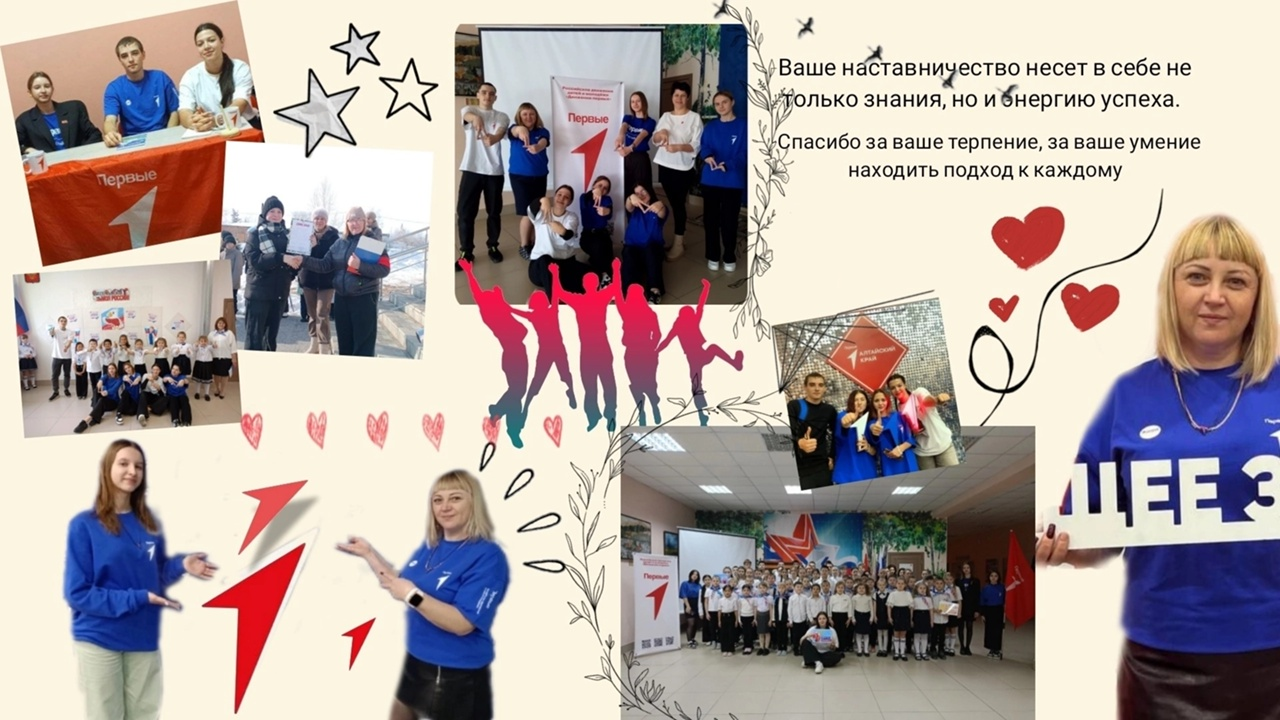 Ваше наставничество несет в себе не
только знания, но и энергию успеха.
Спасибо за ваше терпение, за ваше умение
находить подход к каждому
Первые
Первые
Первые
АЛТАЙСКИЙ
КРАЙ
Первые
ЩЕЕ З